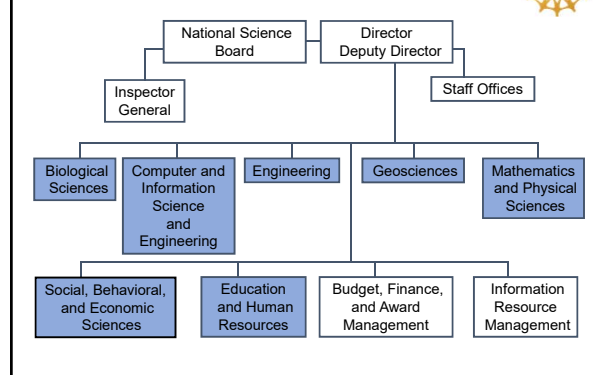 National Science
Board
Director
Deputy Director
Inspector
General
Staff Offices
Biological
Sciences
Computer and
Information
Science
and
Engineering
Engineering
Geosciences
Mathematics
and Physical
Sciences
Social, Behavioral,
and Economic
Sciences
Education
and Human
Resources
Budget, Finance,
and Award
Management
Information
Resource
Management